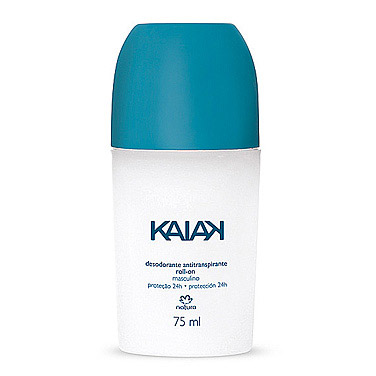 KAIAK
desodorante antitranspirante
roll-on
masculino
proteção 24h • protección 24h
natura
75 ml